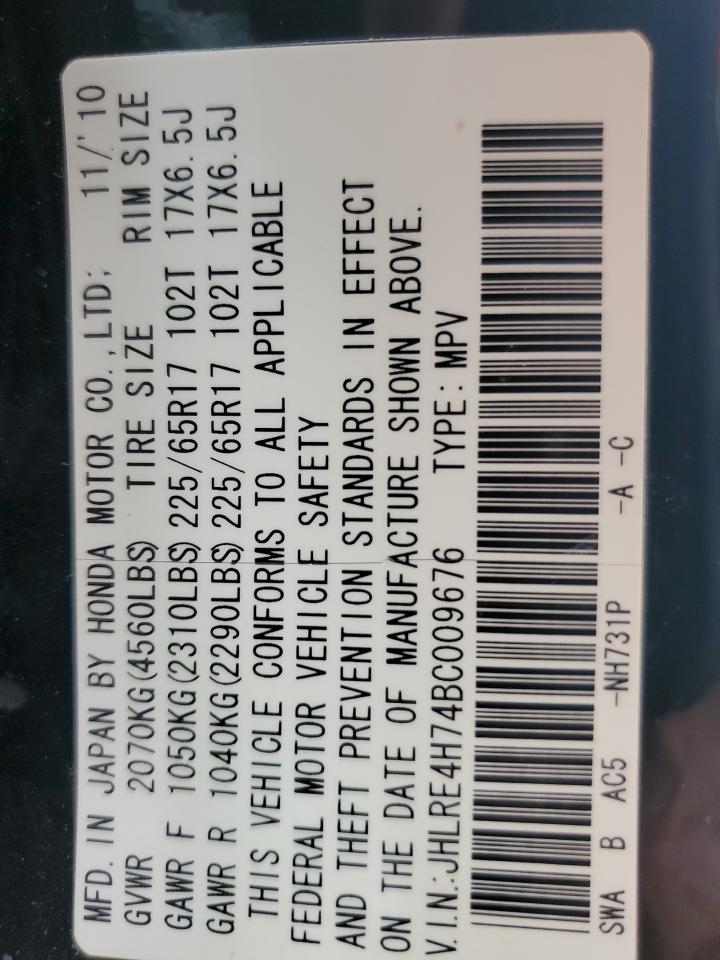 MFD. IN JAPAN BY HONDA MOTOR CO., LTD; 11/'10
GVWR 2070KG(4560LBS) TIRE SIZE RIM SIZE
GAWR F 1050KG(2310LBS) 225/65R17 102T 17X6.5J
GAWR R 1040KG(2290LBS) 225/65R17 102T 17X6.5J
THIS VEHICLE CONFORMS TO ALL APPLICABLE
FEDERAL MOTOR VEHICLE SAFETY
AND THEFT PREVENTION STANDARDS IN EFFECT
ON THE DATE OF MANUFACTURE SHOWN ABOVE.
V.I.N.:JHLRE4H74BC009676 TYPE: MPV
SWA B AC5 -NH731P -A -C